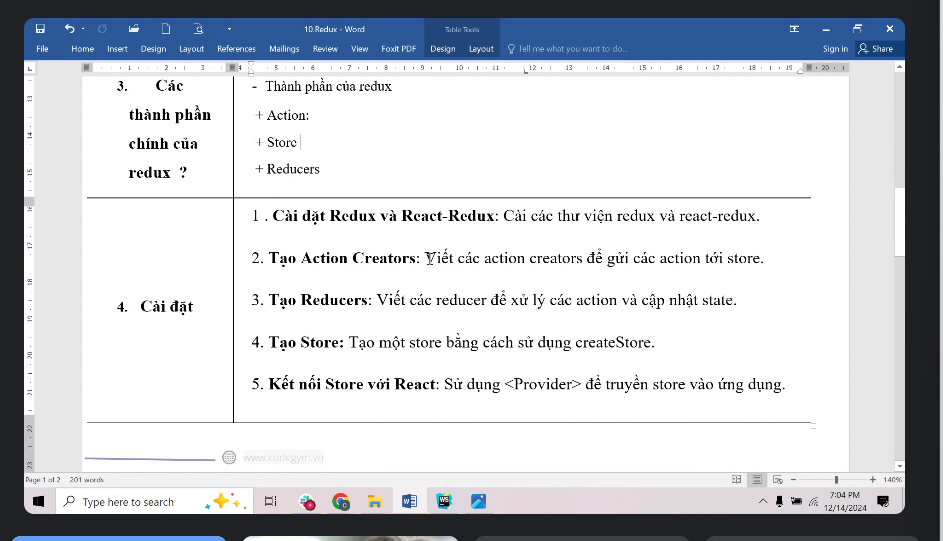 10.Redux - Word
Table Tools
File Home Insert Design Layout References Mailings Review View Foxit PDF Design Layout Tell me what you want to do... Sign in Share
3. Các
thành phần
chính của
redux ?
- Thành phần của redux
+ Action:
+ Store
+ Reducers
4. Cài đặt
1 . Cài đặt Redux và React-Redux: Cài các thư viện redux và react-redux.
2. Tạo Action Creators: Viết các action creators để gửi các action tới store.
3. Tạo Reducers: Viết các reducer để xử lý các action và cập nhật state.
4. Tạo Store: Tạo một store bằng cách sử dụng createStore.
5. Kết nối Store với React: Sử dụng <Provider> để truyền store vào ứng dụng.
www.codegym.vn
Page 1 of 2 201 words
140%
Type here to search
7:04 PM
12/14/2024